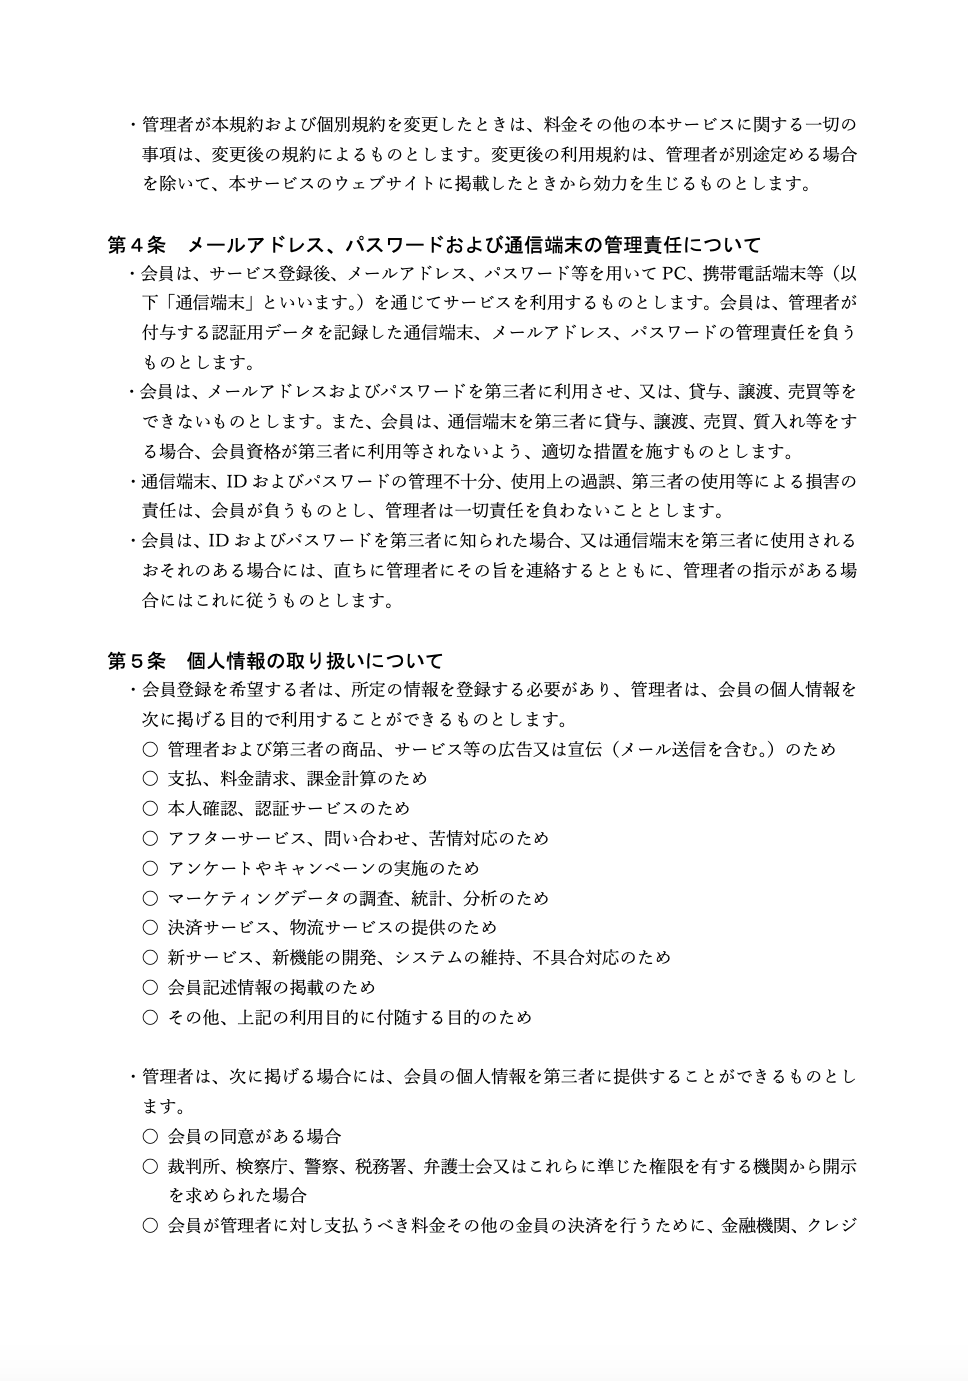 ・管理者が本規約および個別規約を変更したときは、料金その他の本サービスに関する一切の
事項は、変更後の規約によるものとします。変更後の利用規約は、管理者が別途定める場合
を除いて、本サービスのウェブサイトに掲載したときから効力を生じるものとします。
第４条　メールアドレス、パスワードおよび通信端末の管理責任について
・会員は、サービス登録後、メールアドレス、パスワード等を用いて PC、携帯電話端末等（以
下「通信端末」といいます。）を通じてサービスを利用するものとします。会員は、管理者が
付与する認証用データを記録した通信端末、メールアドレス、パスワードの管理責任を負う
ものとします。
・会員は、メールアドレスおよびパスワードを第三者に利用させ、又は、貸与、譲渡、売買等を
できないものとします。また、会員は、通信端末を第三者に貸与、譲渡、売買、質入れ等をす
る場合、会員資格が第三者に利用等されないよう、適切な措置を施すものとします。
・通信端末、ID およびパスワードの管理不十分、使用上の過誤、第三者の使用等による損害の
責任は、会員が負うものとし、管理者は一切責任を負わないこととします。
・会員は、ID およびパスワードを第三者に知られた場合、又は通信端末を第三者に使用される
おそれのある場合には、直ちに管理者にその旨を連絡するとともに、管理者の指示がある場
合にはこれに従うものとします。
第５条　個人情報の取り扱いについて
・会員登録を希望する者は、所定の情報を登録する必要があり、管理者は、会員の個人情報を
次に掲げる目的で利用することができるものとします。
○ 管理者および第三者の商品、サービス等の広告又は宣伝（メール送信を含む。）のため
○ 支払、料金請求、課金計算のため
○ 本人確認、認証サービスのため
○ アフターサービス、問い合わせ、苦情対応のため
○ アンケートやキャンペーンの実施のため
○ マーケティングデータの調査、統計、分析のため
○ 決済サービス、物流サービスの提供のため
○ 新サービス、新機能の開発、システムの維持、不具合対応のため
○ 会員記述情報の掲載のため
○ その他、上記の利用目的に付随する目的のため
・管理者は、次に掲げる場合には、会員の個人情報を第三者に提供することができるものとし
ます。
○ 会員の同意がある場合
○ 裁判所、検察庁、警察、税務署、弁護士会又はこれらに準じた権限を有する機関から開示
を求められた場合
○ 会員が管理者に対し支払うべき料金その他の金員の決済を行うために、金融機関、クレジ